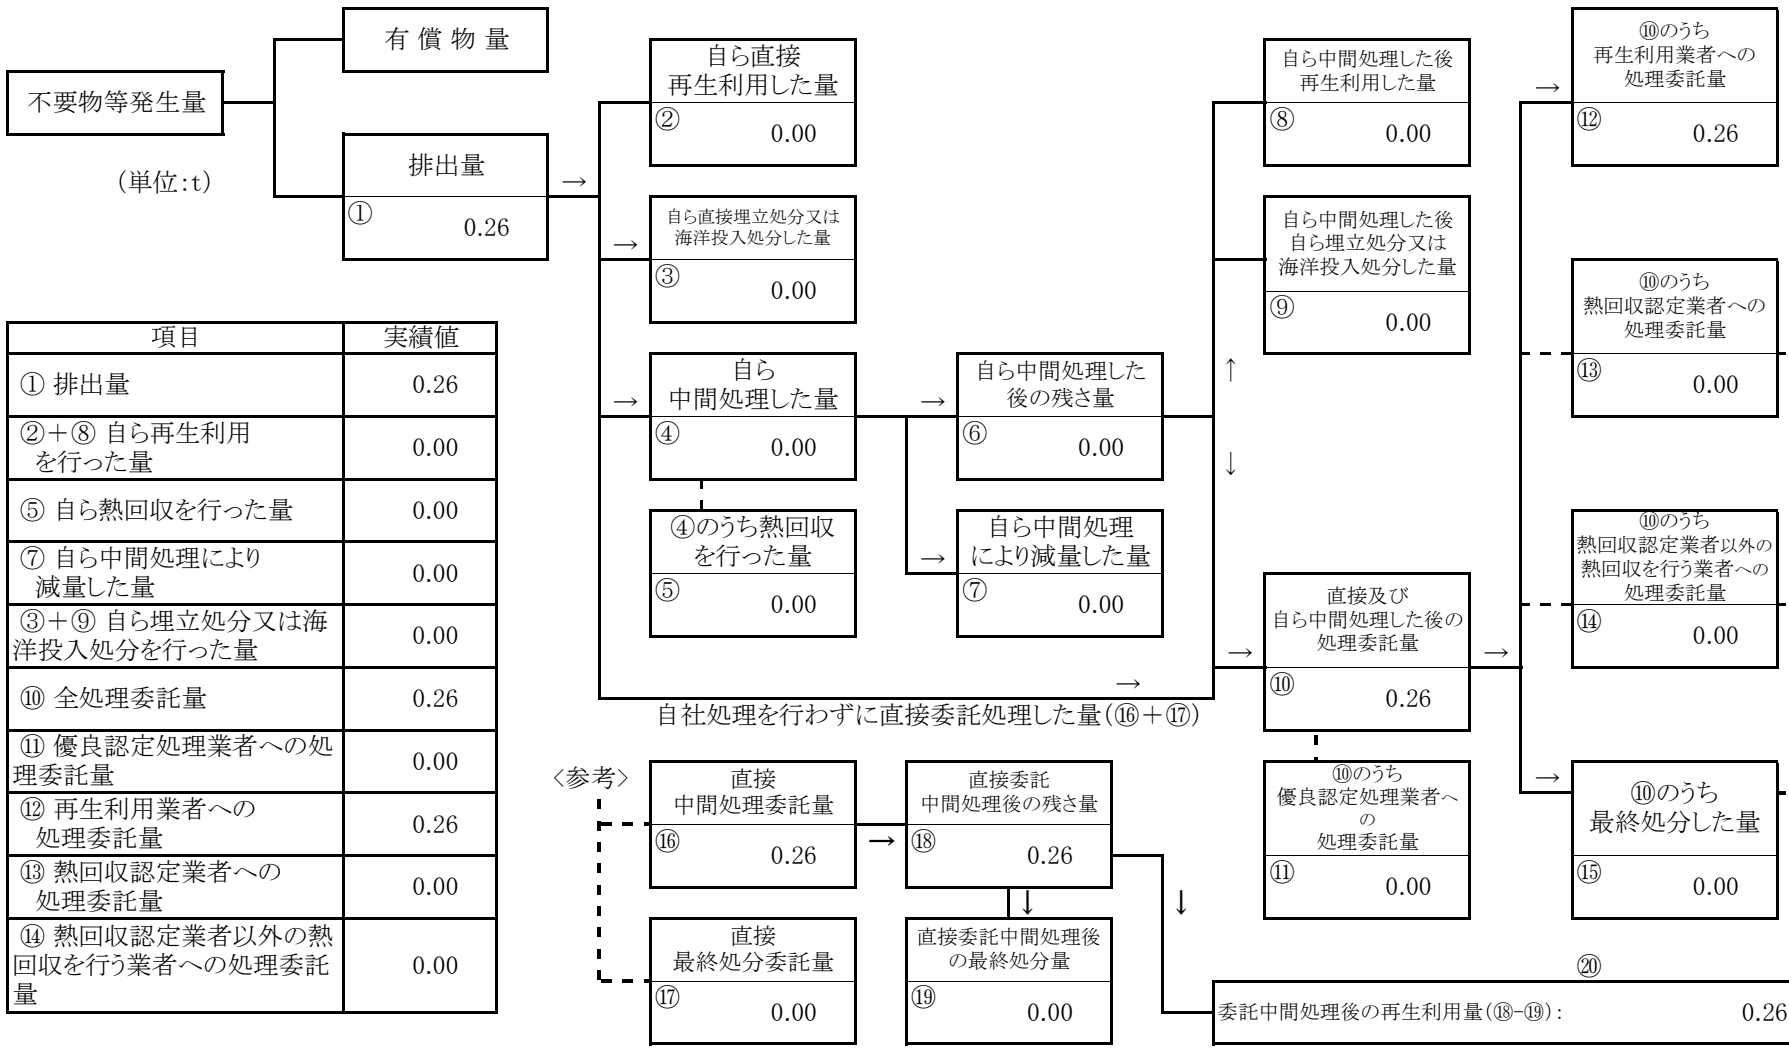 不要物等発生量
(単位:t)
有償物量
排出量
① 0.26
→
自ら直接
再生利用した量
② 0.00
→
自ら直接埋立処分又は
海洋投入処分した量
③ 0.00
→
自ら
中間処理した量
④ 0.00
④のうち熱回収
を行った量
⑤ 0.00
→
自ら中間処理した
後の残さ量
⑥ 0.00
→
自ら中間処理
により減量した量
⑦ 0.00
↑
↓
自ら中間処理した後
再生利用した量
⑧ 0.00
自ら中間処理した後
自ら埋立処分又は
海洋投入処分した量
⑨ 0.00
→
自社処理を行わずに直接委託処理した量(⑯+⑰)
→
直接及び
自ら中間処理した後の
処理委託量
⑩ 0.26
→
⑩のうち
優良認定処理業者へ
の
処理委託量
⑪ 0.00
→
⑩のうち
再生利用業者への
処理委託量
⑫ 0.26
⑩のうち
熱回収認定業者への
処理委託量
⑬ 0.00
⑩のうち
熱回収認定業者以外の
熱回収を行う業者への
処理委託量
⑭ 0.00
→
⑩のうち
最終処分した量
⑮ 0.00
項目 実績値
① 排出量 0.26
②+⑧ 自ら再生利用
を行った量 0.00
⑤ 自ら熱回収を行った量 0.00
⑦ 自ら中間処理により
減量した量 0.00
③+⑨ 自ら埋立処分又は海
洋投入処分を行った量 0.00
⑩ 全処理委託量 0.26
⑪ 優良認定処理業者への処
理委託量 0.00
⑫ 再生利用業者への
処理委託量 0.26
⑬ 熱回収認定業者への
処理委託量 0.00
⑭ 熱回収認定業者以外の熱
回収を行う業者への処理委託
量 0.00
<参考>
直接
中間処理委託量
⑯ 0.26
→
直接委託
中間処理後の残さ量
⑱ 0.26
↓
↓
直接
最終処分委託量
⑰ 0.00
直接委託中間処理後
の最終処分量
⑲ 0.00
⑳
委託中間処理後の再生利用量(⑱-⑲): 0.26